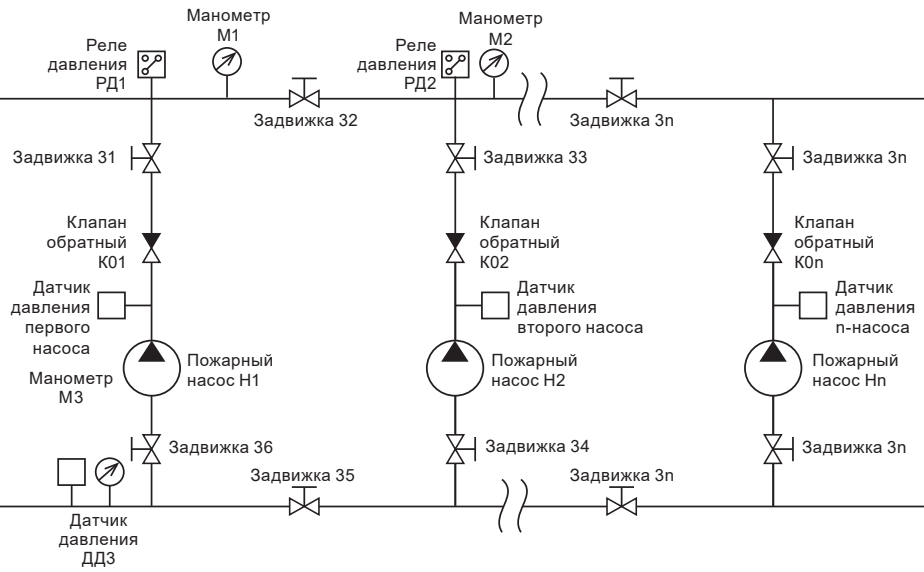 Манометр
М1
Реле
давления
РД1
Манометр
М2
Реле
давления
РД2
Задвижка 32
Задвижка 3n
Задвижка 31
Задвижка 33
Задвижка 3n
Клапан
обратный
К01
Клапан
обратный
К02
Клапан
обратный
К0n
Датчик
давления
первого
насоса
Датчик
давления
второго насоса
Датчик
давления
n-насоса
Пожарный
насос Н1
Пожарный
насос Н2
Пожарный
насос Нn
Манометр
М3
Задвижка 36
Задвижка 34
Задвижка 3n
Задвижка 35
Задвижка 3n
Датчик
давления
ДД3